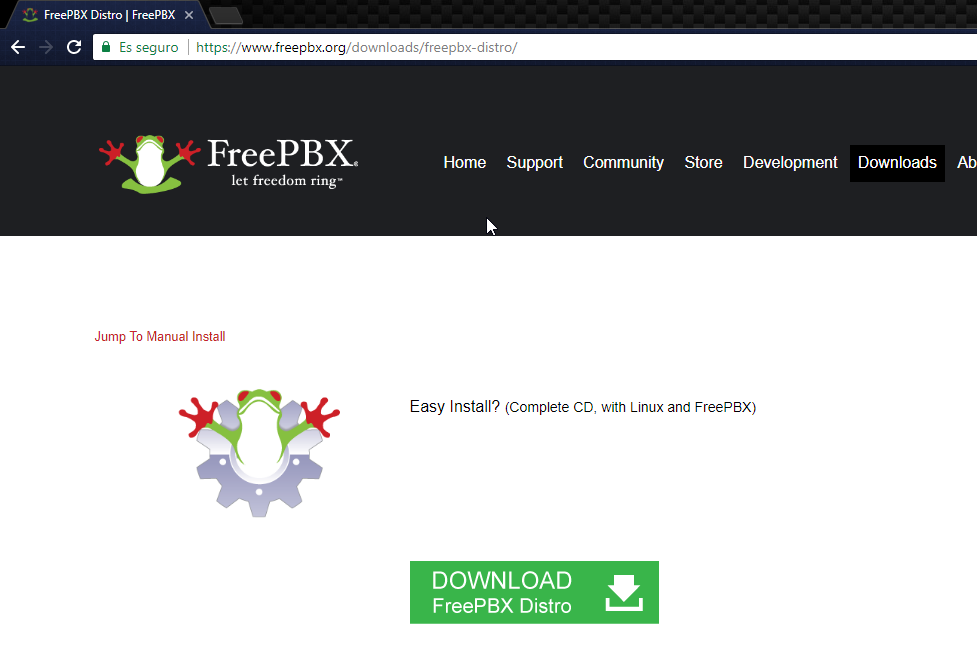 FreePBX Distro | FreePBX
Es seguro
https://www.freepbx.org/downloads/freepbx-distro/
FreePBX®
let freedom ring™
Home Support Community Store Development Downloads Ab
Jump To Manual Install
Easy Install? (Complete CD, with Linux and FreePBX)
DOWNLOAD
FreePBX Distro